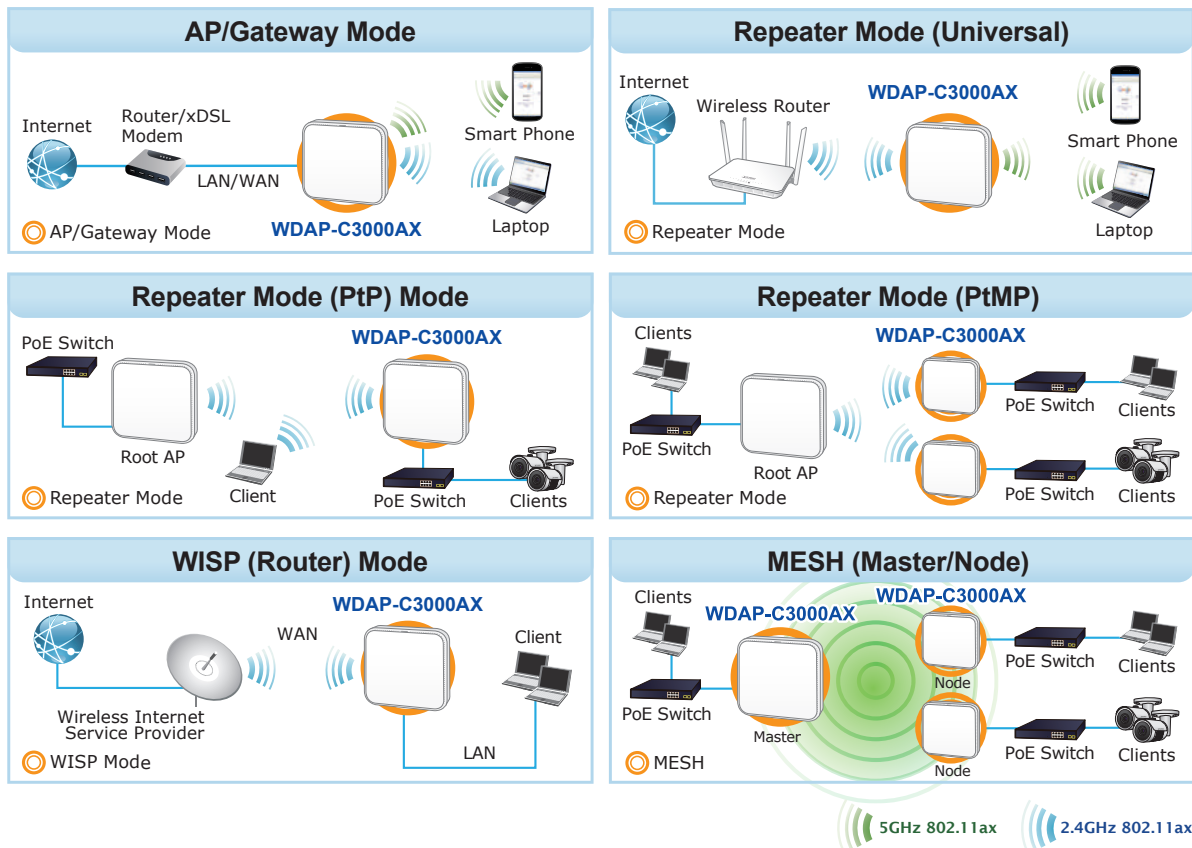 AP/Gateway Mode
Internet
Router/xDSL
Modem
LAN/WAN
WDAP-C3000AX
Smart Phone
Laptop
AP/Gateway Mode
Repeater Mode (Universal)
Internet
Wireless Router
WDAP-C3000AX
Smart Phone
Laptop
Repeater Mode
Repeater Mode (PtP) Mode
PoE Switch
Root AP
Client
WDAP-C3000AX
PoE Switch
Clients
Repeater Mode
Repeater Mode (PtMP)
Clients
PoE Switch
Root AP
WDAP-C3000AX
PoE Switch
Clients
PoE Switch
Clients
Repeater Mode
WISP (Router) Mode
Internet
WAN
Wireless Internet
Service Provider
WDAP-C3000AX
Client
LAN
WISP Mode
MESH (Master/Node)
Clients
PoE Switch
WDAP-C3000AX
Master
WDAP-C3000AX
Node
PoE Switch
Clients
Node
PoE Switch
Clients
MESH
5GHz 802.11ax
2.4GHz 802.11ax